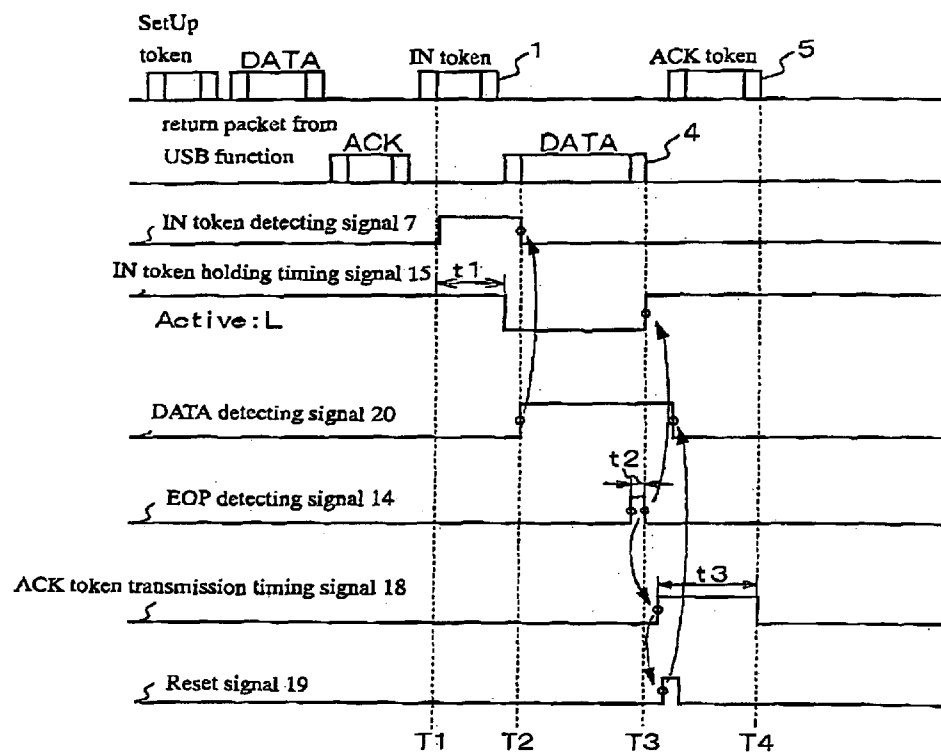 SetUp
token
DATA
IN token
1
ACK token
5
return packet from
USB function
ACK
DATA
4
IN token detecting signal 7
IN token holding timing signal 15
t1
Active:L
DATA detecting signal 20
t2
EOP detecting signal 14
ACK token transmission timing signal 18
t3
Reset signal 19
T1
T2
T3
T4